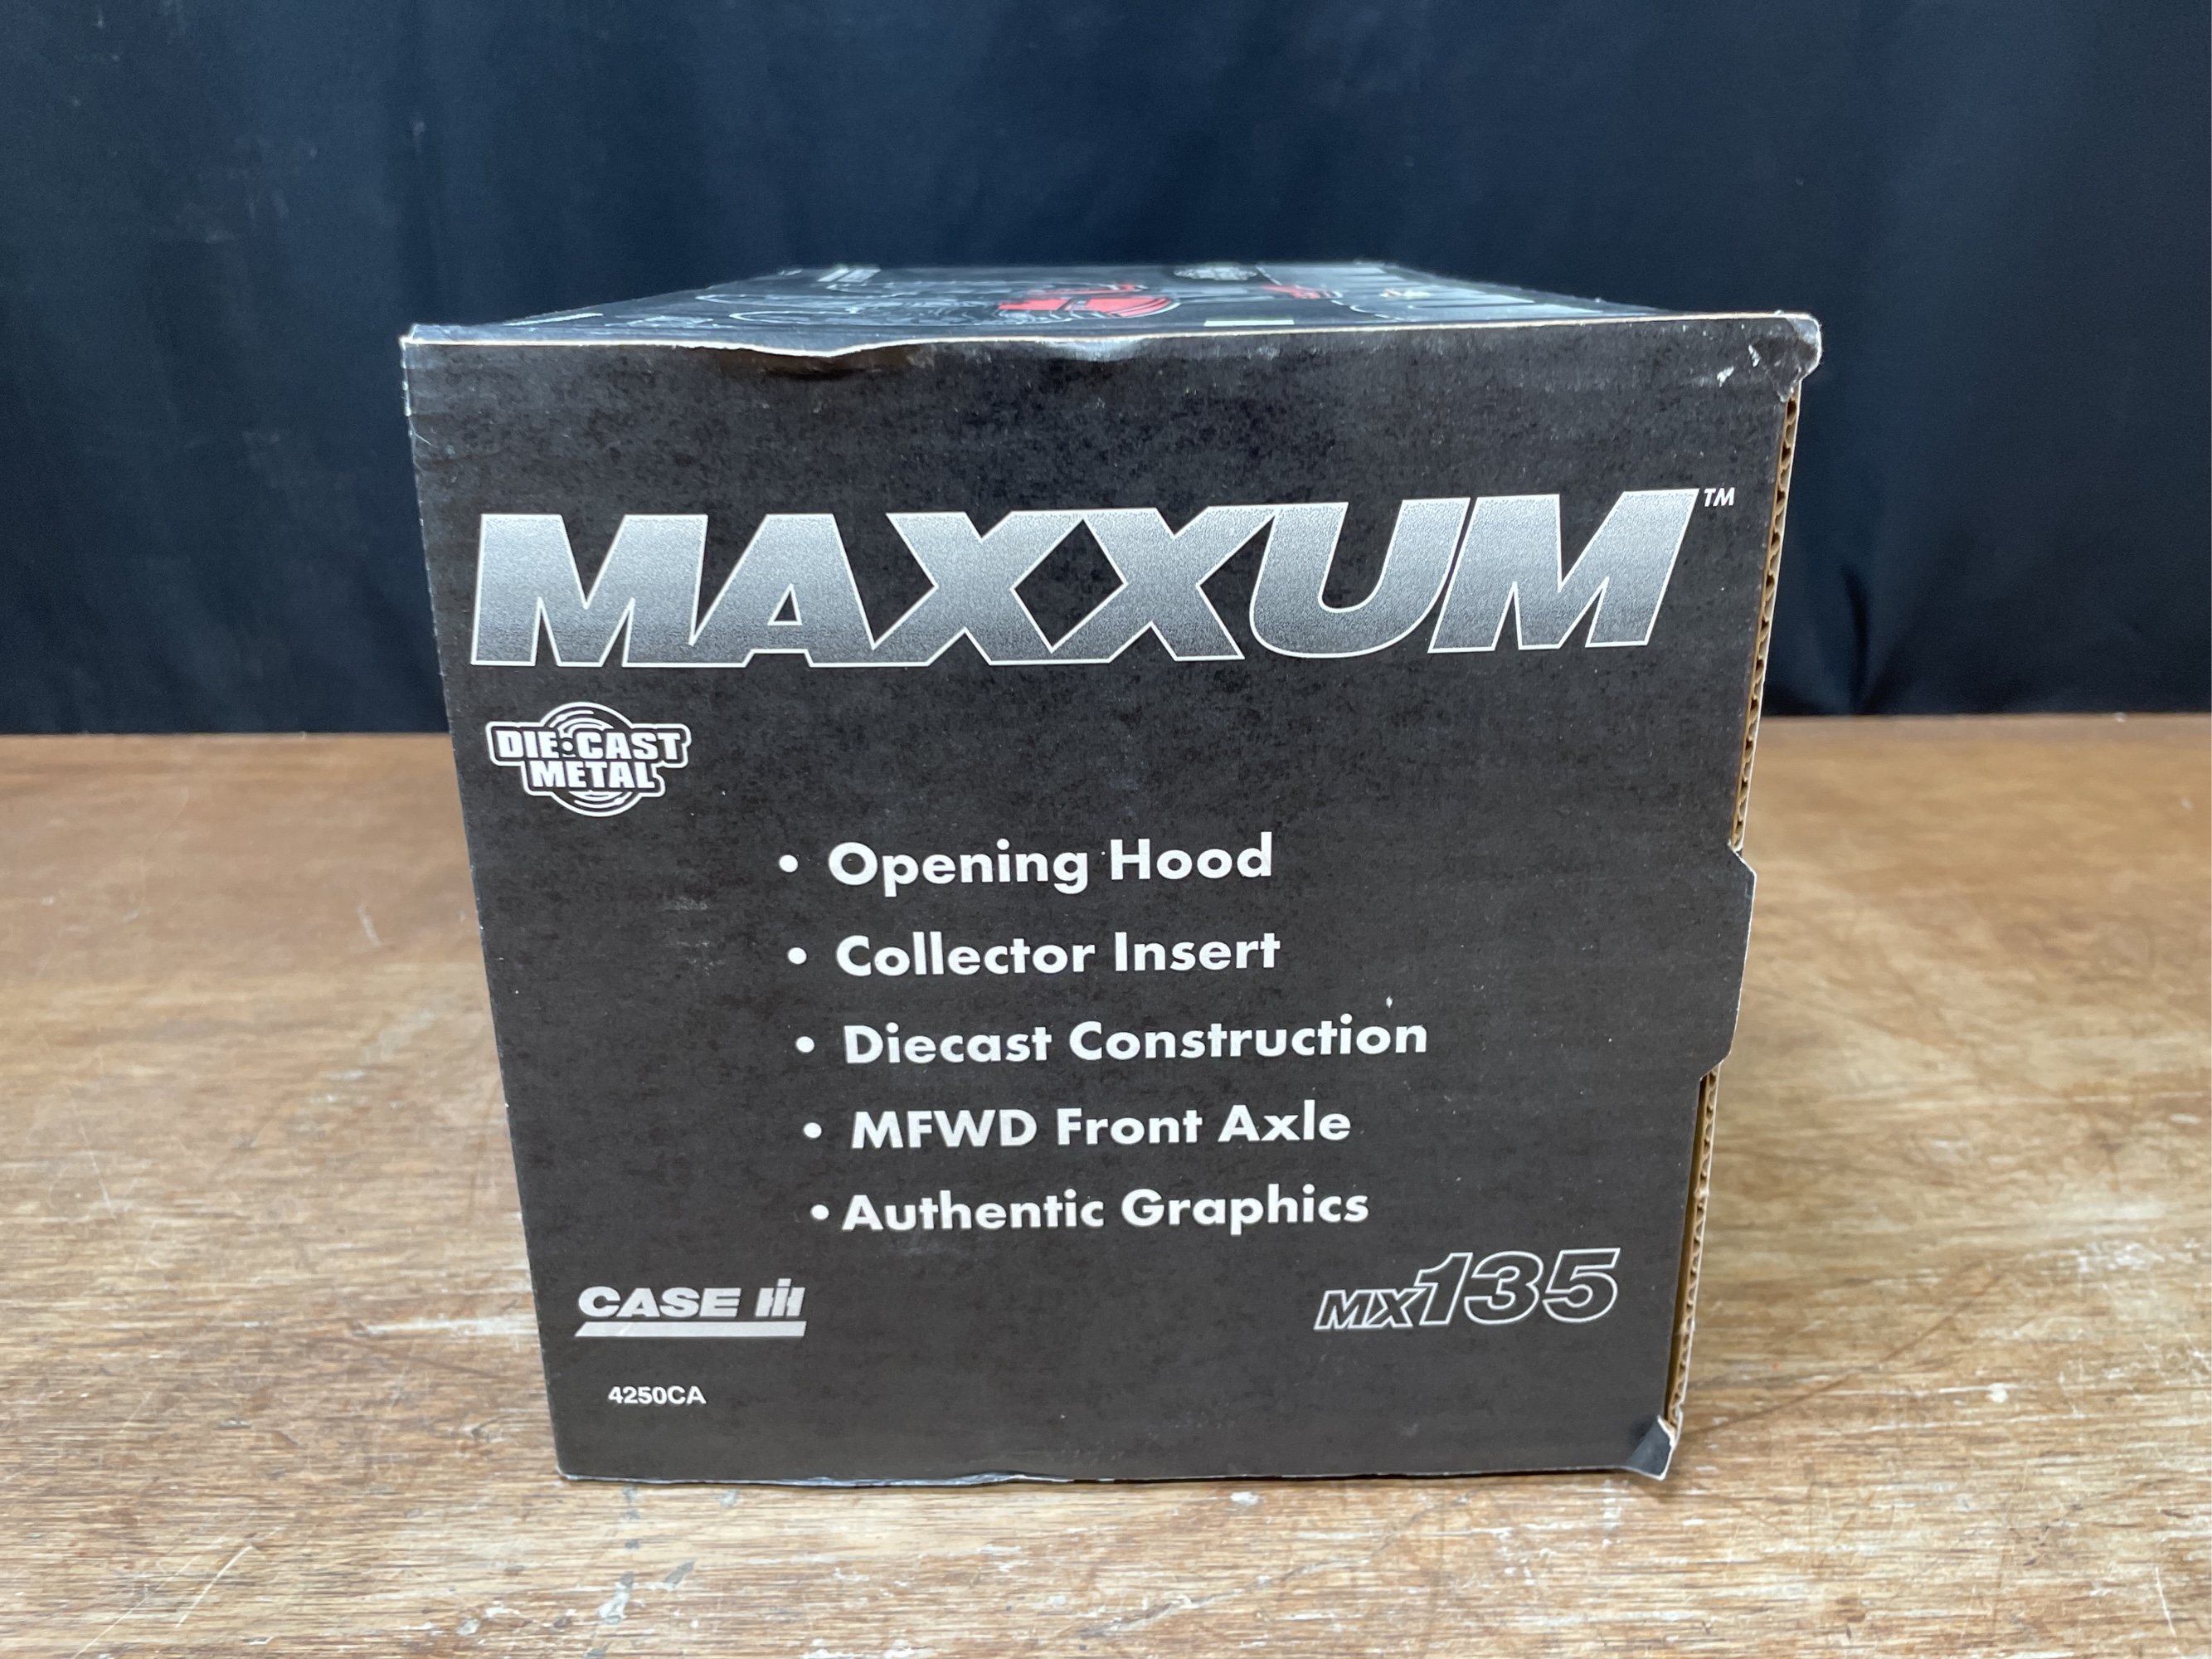 MAXXUM™
DIE-CAST
METAL
• Opening Hood
• Collector Insert
• Diecast Construction
• MFWD Front Axle
• Authentic Graphics
CASE IH
MX135
4250CA